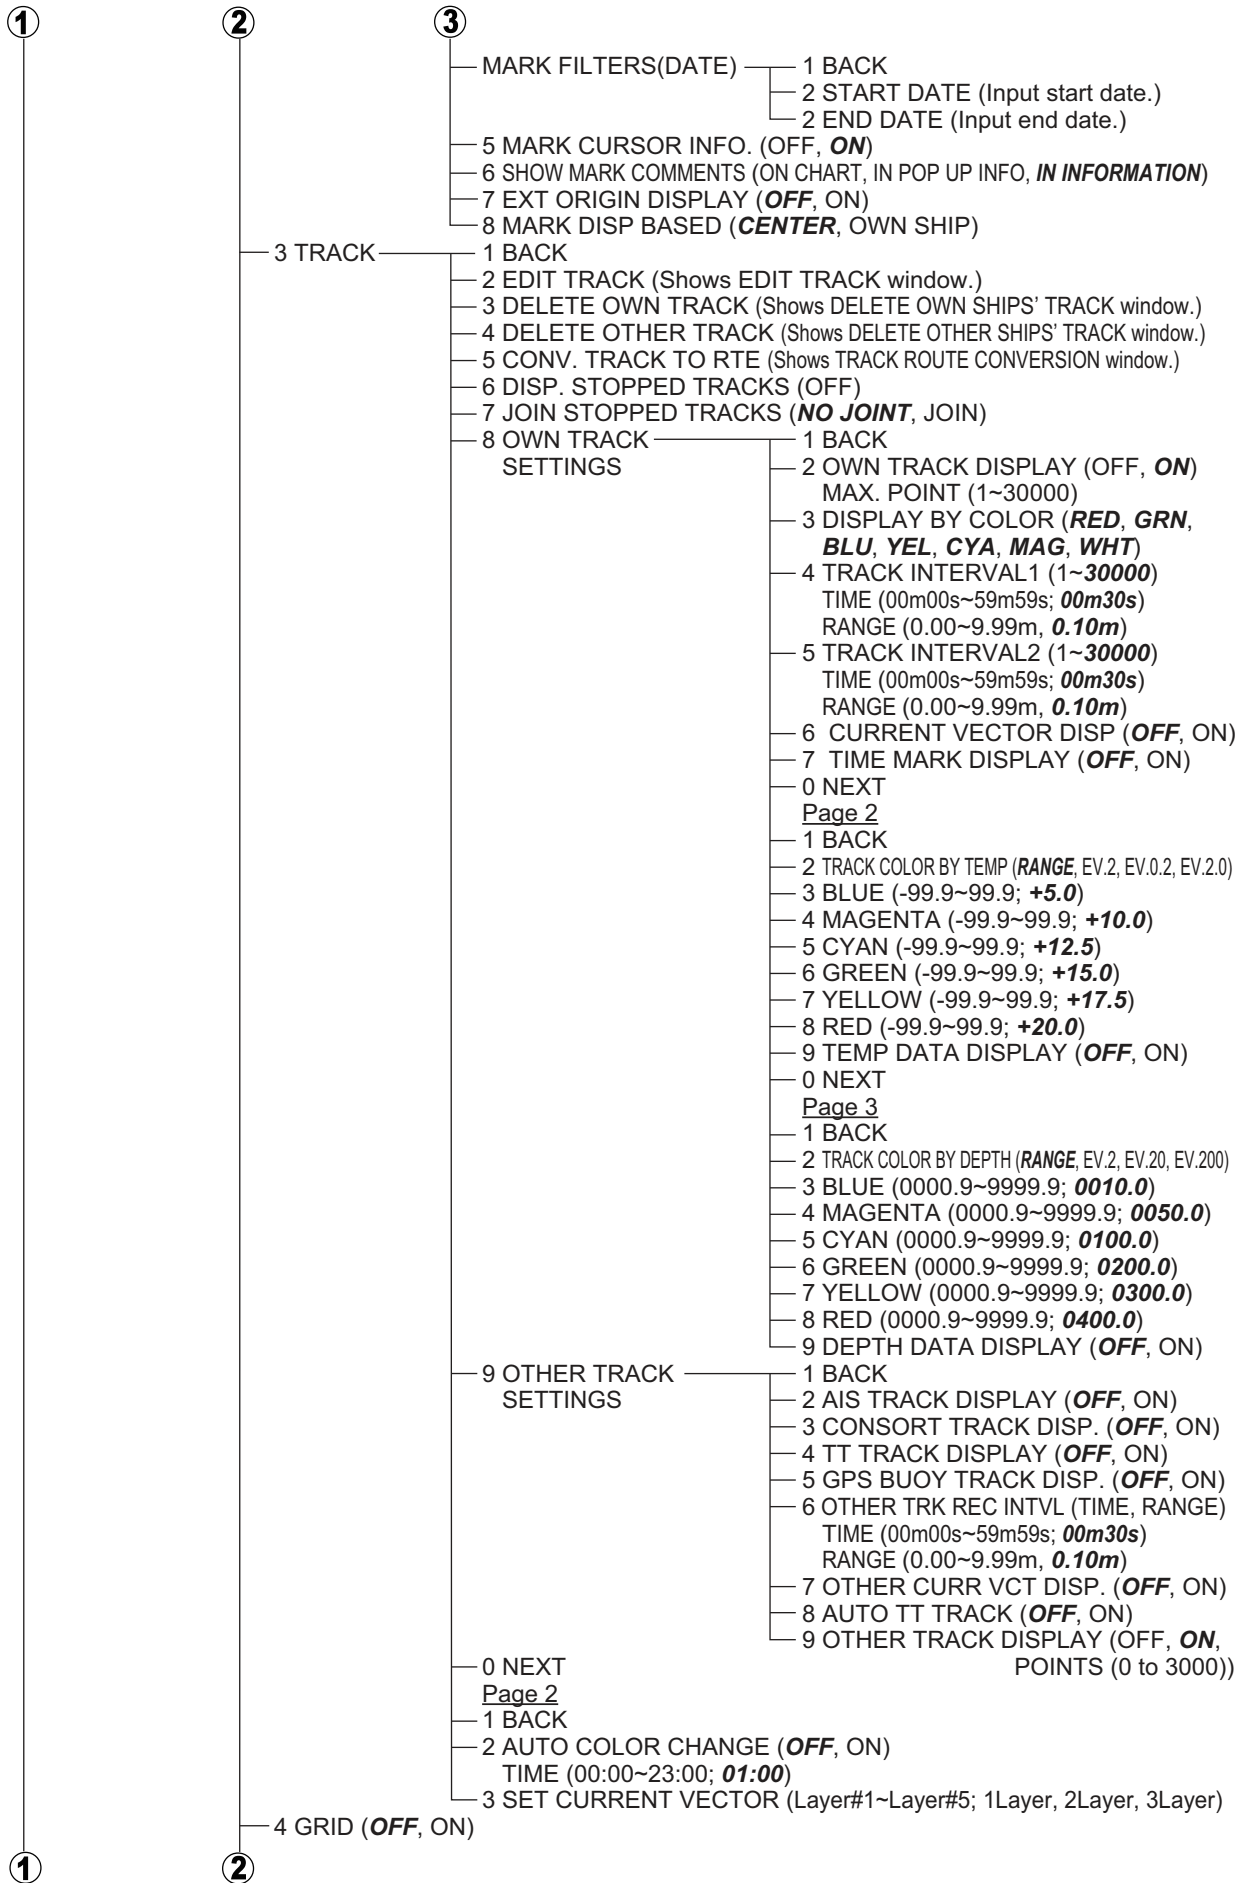 1 2 3
MARK FILTERS(DATE) 1 BACK
2 START DATE (Input start date.)
2 END DATE (Input end date.)
5 MARK CURSOR INFO. (OFF, ON)
6 SHOW MARK COMMENTS (ON CHART, IN POP UP INFO, IN INFORMATION)
7 EXT ORIGIN DISPLAY (OFF, ON)
8 MARK DISP BASED (CENTER, OWN SHIP)
3 TRACK 1 BACK
2 EDIT TRACK (Shows EDIT TRACK window.)
3 DELETE OWN TRACK (Shows DELETE OWN SHIPS’ TRACK window.)
4 DELETE OTHER TRACK (Shows DELETE OTHER SHIPS’ TRACK window.)
5 CONV. TRACK TO RTE (Shows TRACK ROUTE CONVERSION window.)
6 DISP. STOPPED TRACKS (OFF)
7 JOIN STOPPED TRACKS (NO JOINT, JOIN)
8 OWN TRACK 1 BACK
SETTINGS 2 OWN TRACK DISPLAY (OFF, ON)
MAX. POINT (1~30000)
3 DISPLAY BY COLOR (RED, GRN,
BLU, YEL, CYA, MAG, WHT)
4 TRACK INTERVAL1 (1~30000)
TIME (00m00s~59m59s; 00m30s)
RANGE (0.00~9.99m, 0.10m)
5 TRACK INTERVAL2 (1~30000)
TIME (00m00s~59m59s; 00m30s)
RANGE (0.00~9.99m, 0.10m)
6 CURRENT VECTOR DISP (OFF, ON)
7 TIME MARK DISPLAY (OFF, ON)
0 NEXT
Page 2
1 BACK
2 TRACK COLOR BY TEMP (RANGE, EV.2, EV.0.2, EV.2.0)
3 BLUE (-99.9~99.9; +5.0)
4 MAGENTA (-99.9~99.9; +10.0)
5 CYAN (-99.9~99.9; +12.5)
6 GREEN (-99.9~99.9; +15.0)
7 YELLOW (-99.9~99.9; +17.5)
8 RED (-99.9~99.9; +20.0)
9 TEMP DATA DISPLAY (OFF, ON)
0 NEXT
Page 3
1 BACK
2 TRACK COLOR BY DEPTH (RANGE, EV.2, EV.20, EV.200)
3 BLUE (0000.9~9999.9; 0010.0)
4 MAGENTA (0000.9~9999.9; 0050.0)
5 CYAN (0000.9~9999.9; 0100.0)
6 GREEN (0000.9~9999.9; 0200.0)
7 YELLOW (0000.9~9999.9; 0300.0)
8 RED (0000.9~9999.9; 0400.0)
9 DEPTH DATA DISPLAY (OFF, ON)
9 OTHER TRACK 1 BACK
SETTINGS 2 AIS TRACK DISPLAY (OFF, ON)
3 CONSORT TRACK DISP. (OFF, ON)
4 TT TRACK DISPLAY (OFF, ON)
5 GPS BUOY TRACK DISP. (OFF, ON)
6 OTHER TRK REC INTVL (TIME, RANGE)
TIME (00m00s~59m59s; 00m30s)
RANGE (0.00~9.99m, 0.10m)
7 OTHER CURR VCT DISP. (OFF, ON)
8 AUTO TT TRACK (OFF, ON)
9 OTHER TRACK DISPLAY (OFF, ON,
0 NEXT POINTS (0 to 3000))
Page 2
1 BACK
2 AUTO COLOR CHANGE (OFF, ON)
TIME (00:00~23:00; 01:00)
3 SET CURRENT VECTOR (Layer#1~Layer#5; 1Layer, 2Layer, 3Layer)
4 GRID (OFF, ON)
1 2